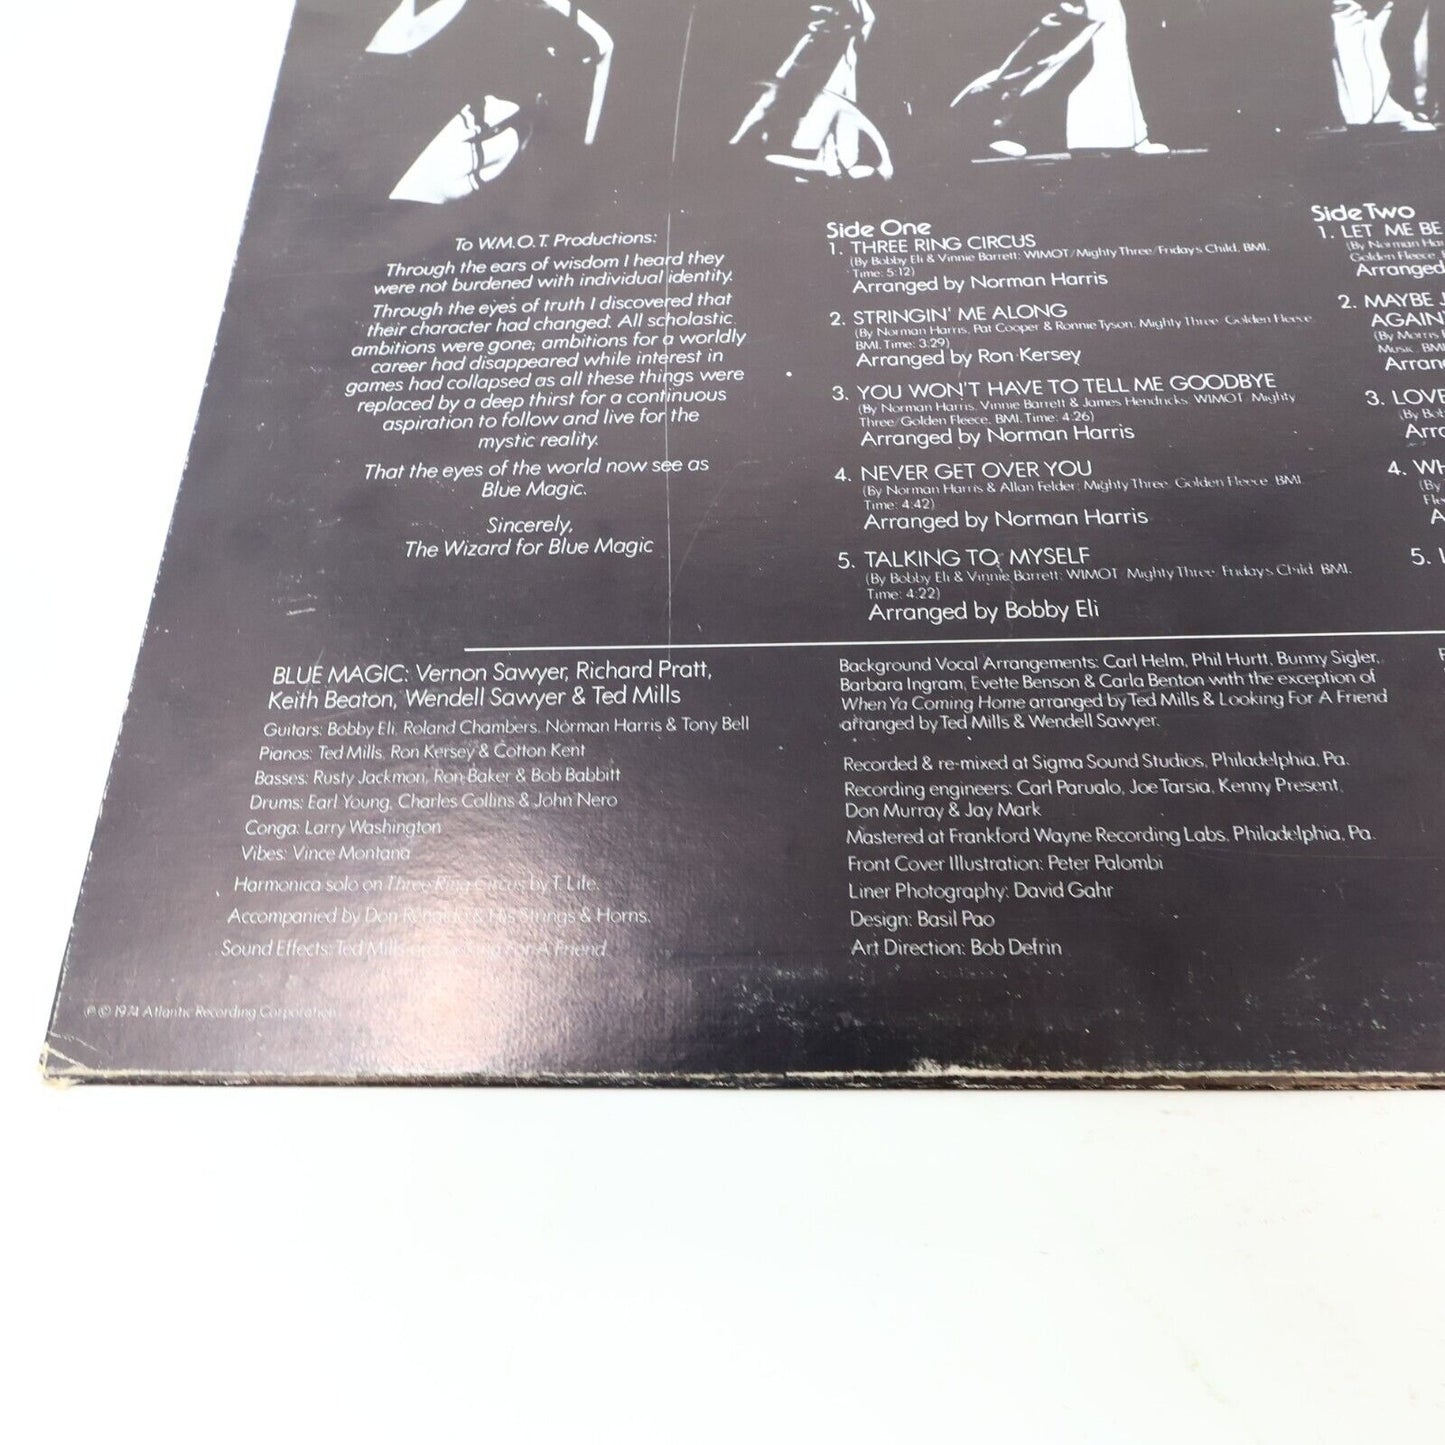 To W.M.O.T. Productions:
Through the ears of wisdom I heard they
were not burdened with individual identity.
Through the eyes of truth I discovered that
their character had changed. All scholastic
ambitions were gone; ambitions for a worldly
career had disappeared while interest in
games had collapsed as all these things were
replaced by a deep thirst for a continuous
aspiration to follow and live for the
mystic reality.
That the eyes of the world now see as
Blue Magic.
Sincerely,
The Wizard for Blue Magic
Side One
1. THREE RING CIRCUS
(By Bobby Eli & Vinnie Barrett: WIMOT/Mighty Three/Friday's Child, BMI.
Time: 5:12)
Arranged by Norman Harris
2. STRINGIN' ME ALONG
(By Norman Harris, Pat Cooper & Ronnie Tyson. Mighty Three. Golden Fleece.
BMI. Time: 3:29)
Arranged by Ron Kersey
3. YOU WON'T HAVE TO TELL ME GOODBYE
(By Norman Harris, Vinnie Barrett & James Hendricks. WIMOT. Mighty
Three/Golden Fleece, BMI. Time: 4:26)
Arranged by Norman Harris
4. NEVER GET OVER YOU
(By Norman Harris & Allan Felder; Mighty Three. Golden Fleece. BMI.
Time: 4:42)
Arranged by Norman Harris
5. TALKING TO MYSELF
(By Bobby Eli & Vinnie Barrett: WIMOT. Mighty Three. Friday's Child. BMI.
Time: 4:22)
Arranged by Bobby Eli
Side Two
1. LET ME BE
(By Norman
Golden Fleece,
Arranged
2. MAYBE
AGAIN
(By Morris
Music. BMI
3. LOVE
(By
4. WH
(By
5.
BLUE MAGIC: Vernon Sawyer, Richard Pratt,
Keith Beaton, Wendell Sawyer & Ted Mills
Guitars: Bobby Eli, Roland Chambers, Norman Harris & Tony Bell
Pianos: Ted Mills, Ron Kersey & Cotton Kent
Basses: Rusty Jackmon, Ron Baker & Bob Babbitt
Drums: Earl Young, Charles Collins & John Nero
Conga: Larry Washington
Vibes: Vince Montana
Harmonica solo on Three Ring Circus by T. Life.
Accompanied by Don Renaldo & His Strings & Horns.
Sound Effects: Ted Mills on Looking For A Friend
℗ © 1974 Atlantic Recording Corporation
Background Vocal Arrangements: Carl Helm, Phil Hurtt, Bunny Sigler,
Barbara Ingram, Evette Benson & Carla Benton with the exception of
When Ya Coming Home arranged by Ted Mills & Looking For A Friend
arranged by Ted Mills & Wendell Sawyer.
Recorded & re-mixed at Sigma Sound Studios, Philadelphia, Pa.
Recording engineers: Carl Parualo, Joe Tarsia, Kenny Present,
Don Murray & Jay Mark
Mastered at Frankford Wayne Recording Labs, Philadelphia, Pa.
Front Cover Illustration: Peter Palombi
Liner Photography: David Gahr
Design: Basil Pao
Art Direction: Bob Defrin